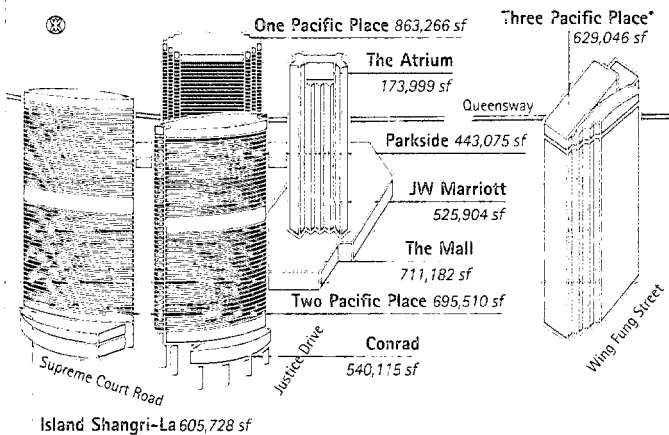 One Pacific Place 863,266 sf
Three Pacific Place*
629,046 sf
The Atrium
173,999 sf
Queensway
Parkside 443,075 sf
JW Marriott
525,904 sf
The Mall
711,182 sf
Two Pacific Place 695,510 sf
Conrad
540,115 sf
Supreme Court Road
Justice Drive
Wing Fung Street
Island Shangri-La 605,728 sf